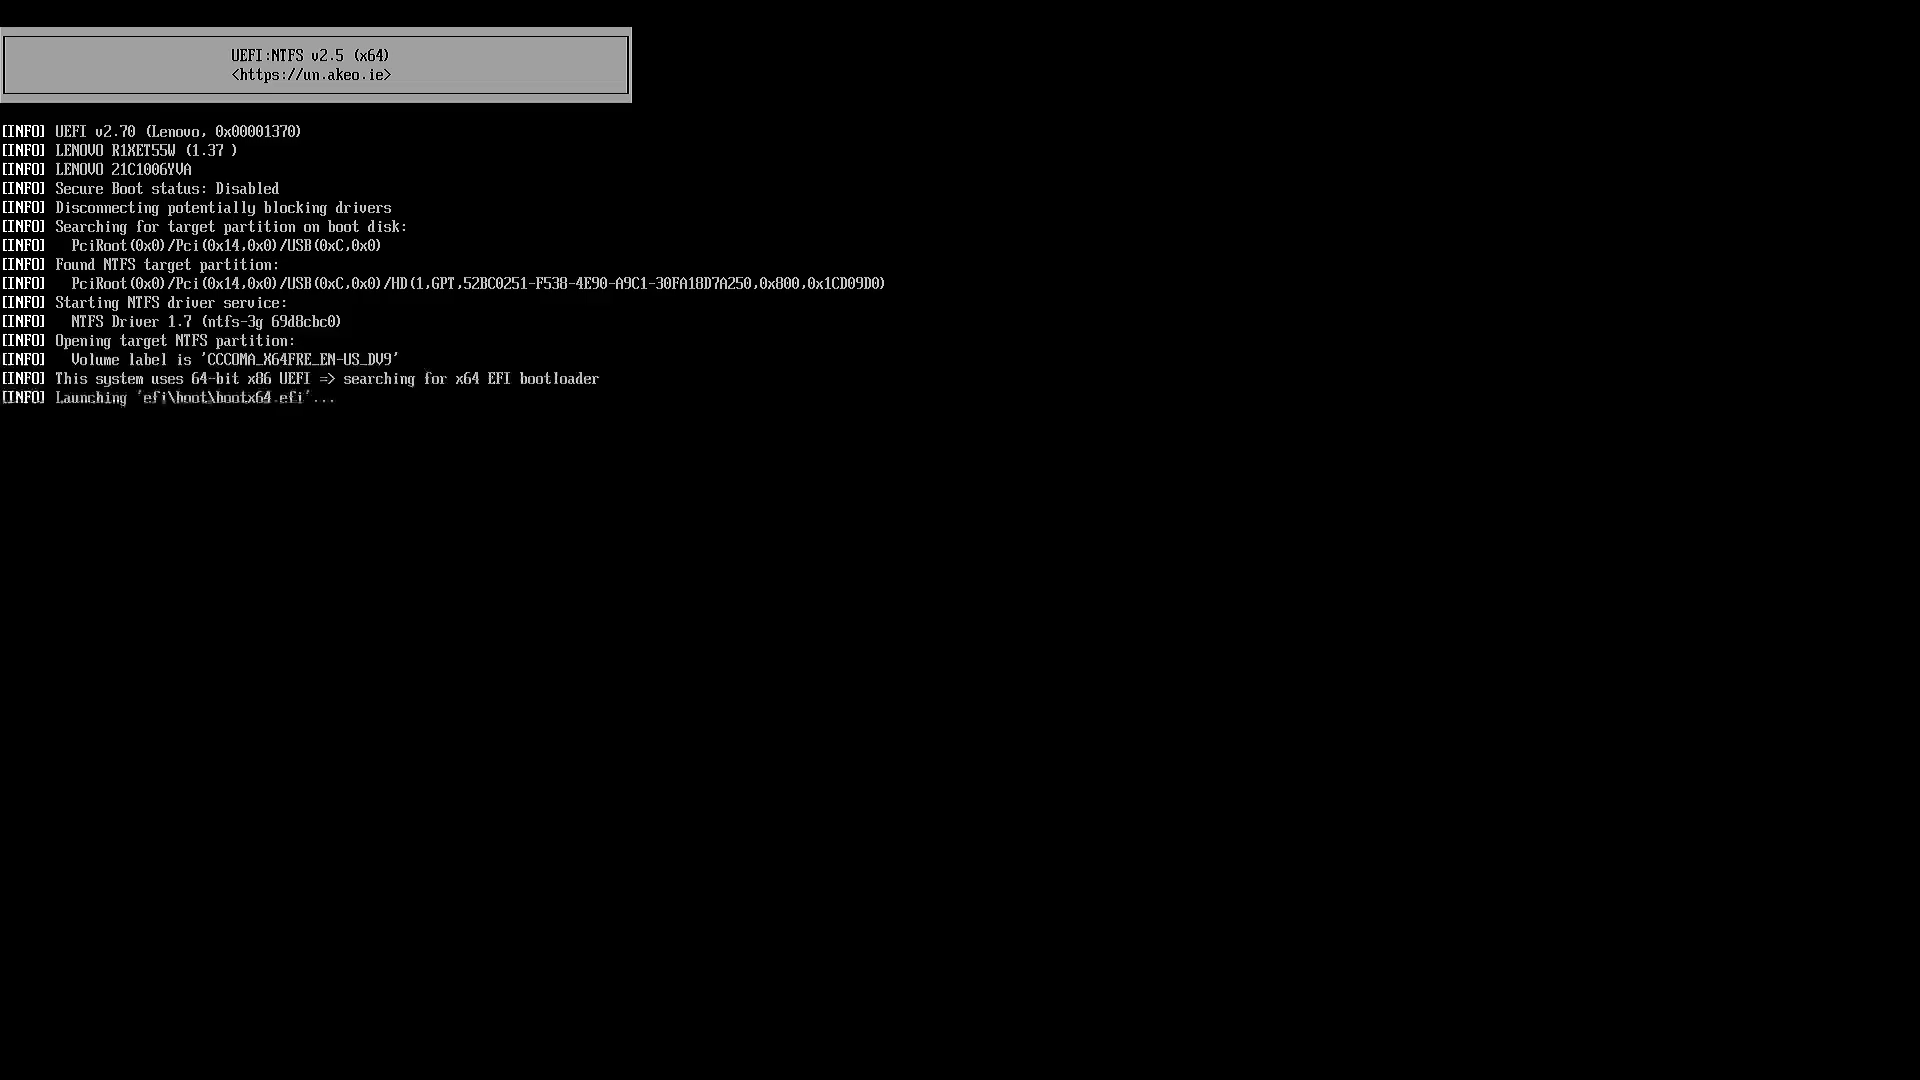 UEFI:NTFS v2.5 (x64)
<https://un.akeo.ie>
[INFO] UEFI v2.70 (Lenovo, 0x00001370)
[INFO] LENOVO R1XET55W (1.37 )
[INFO] LENOVO 21C1006YVA
[INFO] Secure Boot status: Disabled
[INFO] Disconnecting potentially blocking drivers
[INFO] Searching for target partition on boot disk:
[INFO]   PciRoot(0x0)/Pci(0x14,0x0)/USB(0xC,0x0)
[INFO] Found NTFS target partition:
[INFO]   PciRoot(0x0)/Pci(0x14,0x0)/USB(0xC,0x0)/HD(1,GPT,52BC0251-F538-4E90-A9C1-30FA18D7A250,0x800,0x1CD09D0)
[INFO] Starting NTFS driver service:
[INFO]   NTFS Driver 1.7 (ntfs-3g 69d8cbc0)
[INFO] Opening target NTFS partition:
[INFO]   Volume label is 'CCCOMA_X64FRE_EN-US_DV9'
[INFO] This system uses 64-bit x86 UEFI => searching for x64 EFI bootloader
[INFO] Launching 'efi\boot\bootx64.efi'...